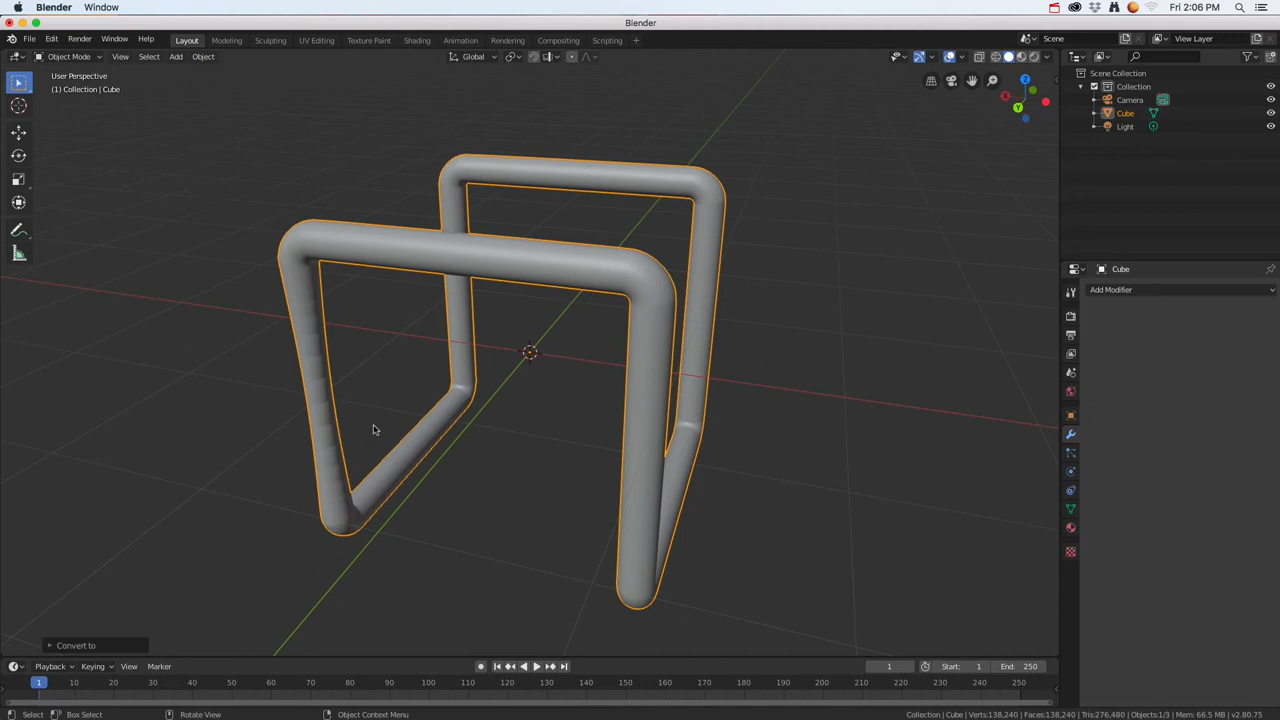 Blender Window Fri 2:06 PM
Blender
File Edit Render Window Help Layout Modeling Sculpting UV Editing Texture Paint Shading Animation Rendering Compositing Scripting + Scene View Layer
Object Mode View Select Add Object Global
User Perspective
(1) Collection | Cube
Z
X
Y
Scene Collection
Collection
Camera
Cube
Light
Cube
Add Modifier
Convert to
Playback Keying View Marker 1 Start: 1 End: 250
1 10 20 30 40 50 60 70 80 90 100 110 120 130 140 150 160 170 180 190 200 210 220 230 240 250
Select Box Select Rotate View Object Context Menu Collection | Cube | Verts:138,240 | Faces:138,240 | Tris:276,480 | Objects:1/3 | Mem: 66.5 MB | v2.80.75